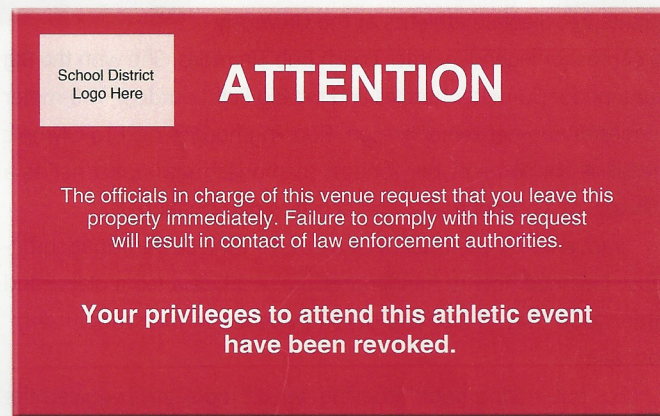 School District
Logo Here
ATTENTION
The officials in charge of this venue request that you leave this
property immediately. Failure to comply with this request
will result in contact of law enforcement authorities.
Your privileges to attend this athletic event
have been revoked.